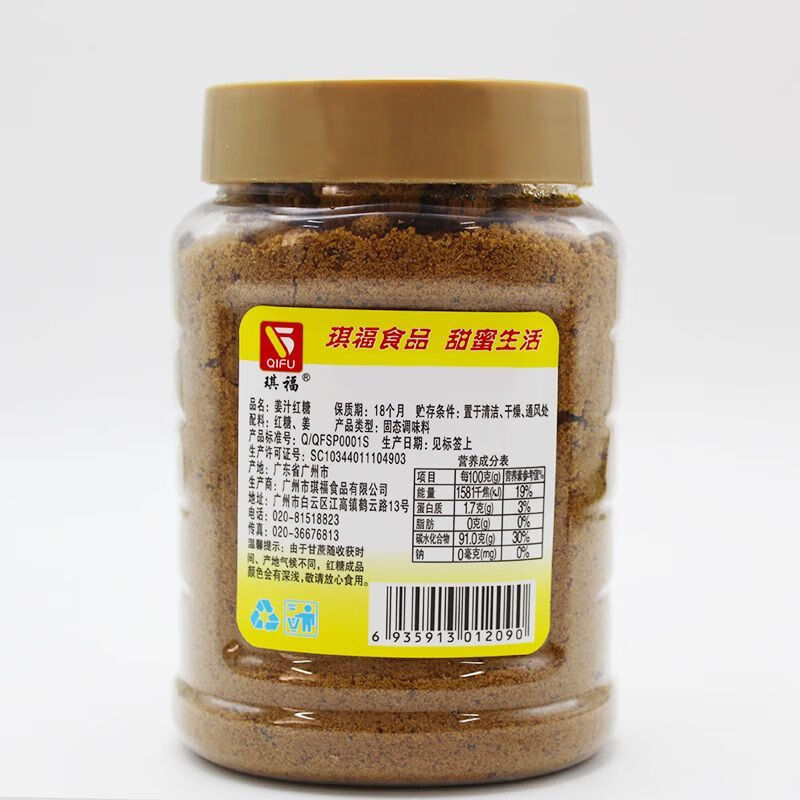 QIFU
琪福®
琪福食品 甜蜜生活
品名：姜汁红糖 保质期：18个月 贮存条件：置于清洁、干燥、通风处
配料：红糖、姜 产品类型：固态调味料
产品标准号：Q/QFSP0001S 生产日期：见标签上
生产许可证号：SC10344011104903
产地：广东省广州市
生产商：广州市琪福食品有限公司
地址：广州市白云区江高镇鹤云路13号
电话：020-81518823
传真：020-36676813
温馨提示：由于甘蔗随收获时
间、产地气候不同，红糖成品
颜色会有深浅，敬请放心食用。
营养成分表
项目 每100克(g) 营养素参考值%
能量 1581千焦(kJ) 19%
蛋白质 1.7克(g) 3%
脂肪 0克(g) 0%
碳水化合物 91.0克(g) 30%
钠 0毫克(mg) 0%
6 935913 012090